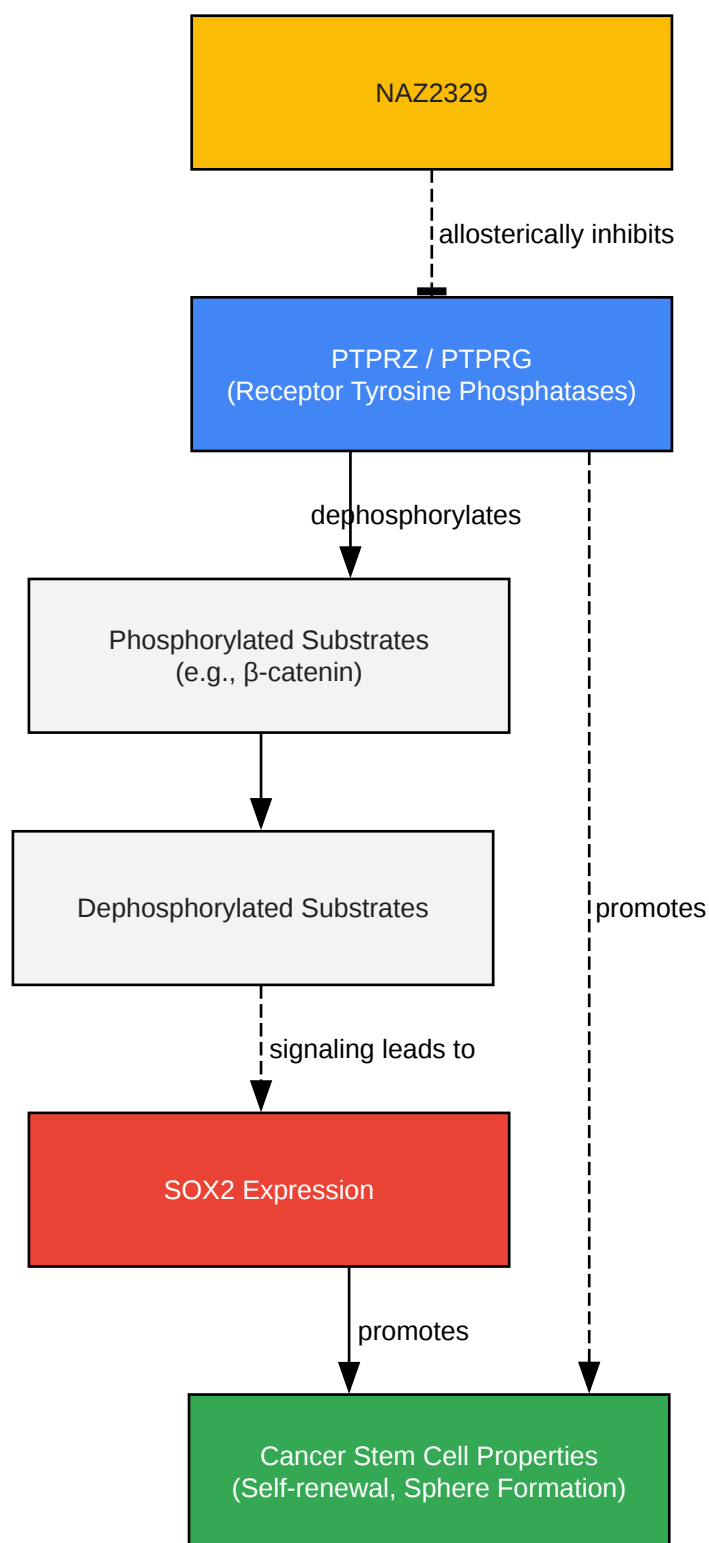 NAZ2329
allosterically inhibits
PTPRZ / PTPRG
(Receptor Tyrosine Phosphatases)
dephosphorylates
Phosphorylated Substrates
(e.g., β-catenin)
Dephosphorylated Substrates
promotes
signaling leads to
SOX2 Expression
promotes
Cancer Stem Cell Properties
(Self-renewal, Sphere Formation)